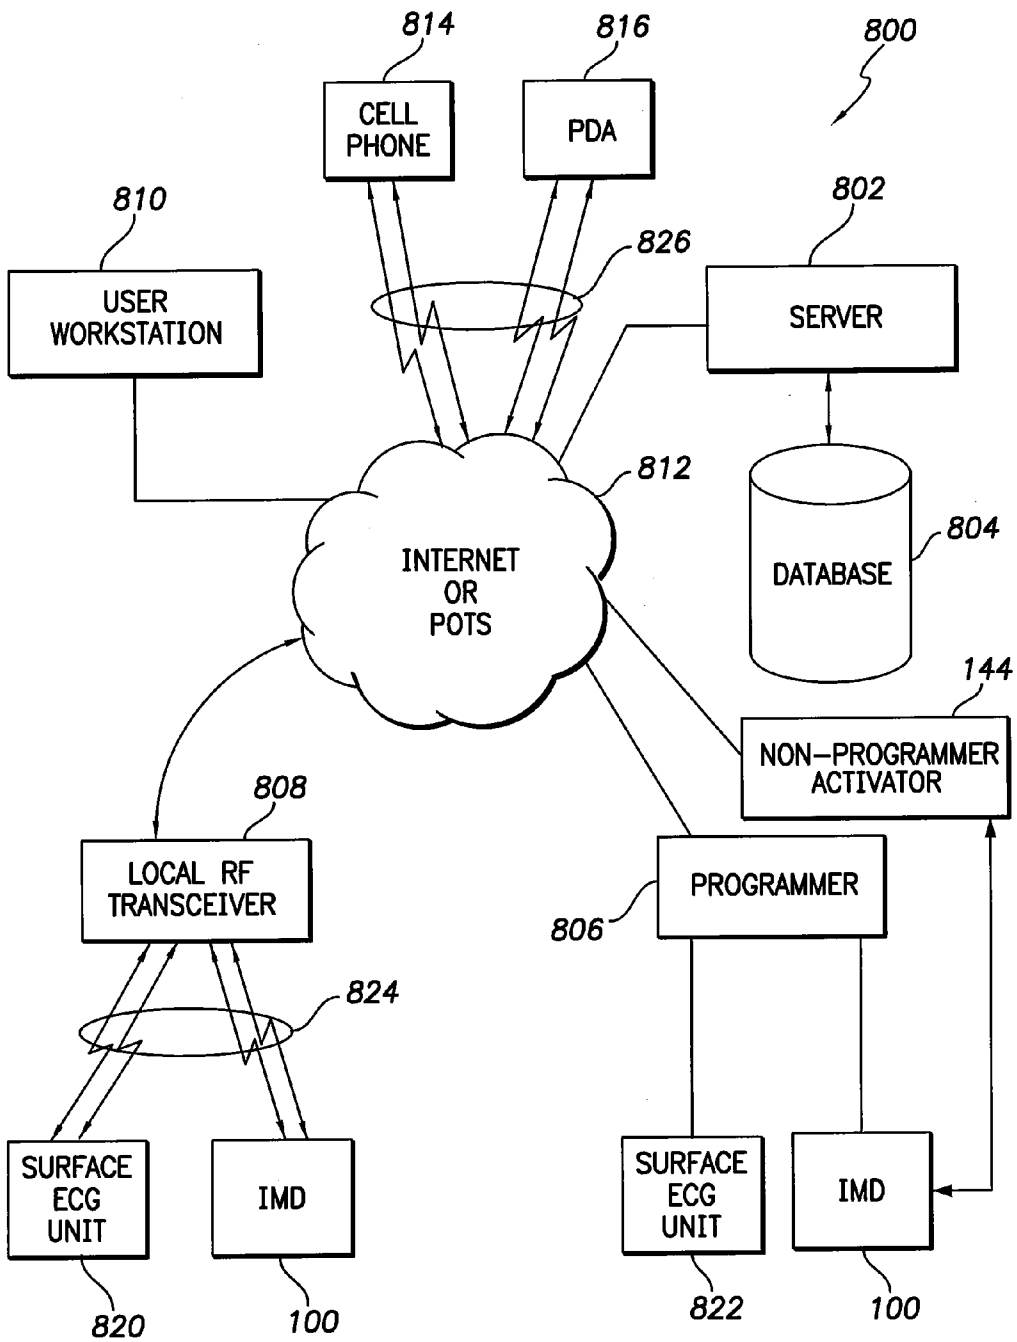 814
816
800
CELL
PHONE
PDA
810
802
826
USER
WORKSTATION
SERVER
812
804
INTERNET
OR
POTS
DATABASE
144
NON-PROGRAMMER
ACTIVATOR
808
LOCAL RF
TRANSCEIVER
PROGRAMMER
806
824
SURFACE
ECG
UNIT
IMD
SURFACE
ECG
UNIT
IMD
820
100
822
100